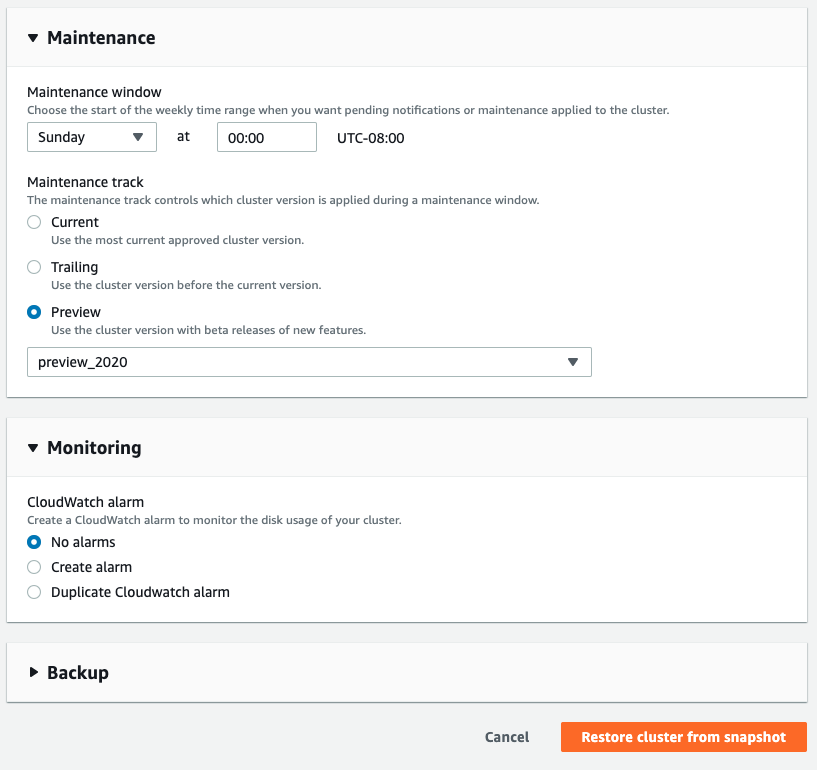 Maintenance
Maintenance window
Choose the start of the weekly time range when you want pending notifications or maintenance applied to the cluster.
Sunday at 00:00 UTC-08:00
Maintenance track
The maintenance track controls which cluster version is applied during a maintenance window.
Current
Use the most current approved cluster version.
Trailing
Use the cluster version before the current version.
Preview
Use the cluster version with beta releases of new features.
preview_2020
Monitoring
CloudWatch alarm
Create a CloudWatch alarm to monitor the disk usage of your cluster.
No alarms
Create alarm
Duplicate Cloudwatch alarm
Backup
Cancel Restore cluster from snapshot